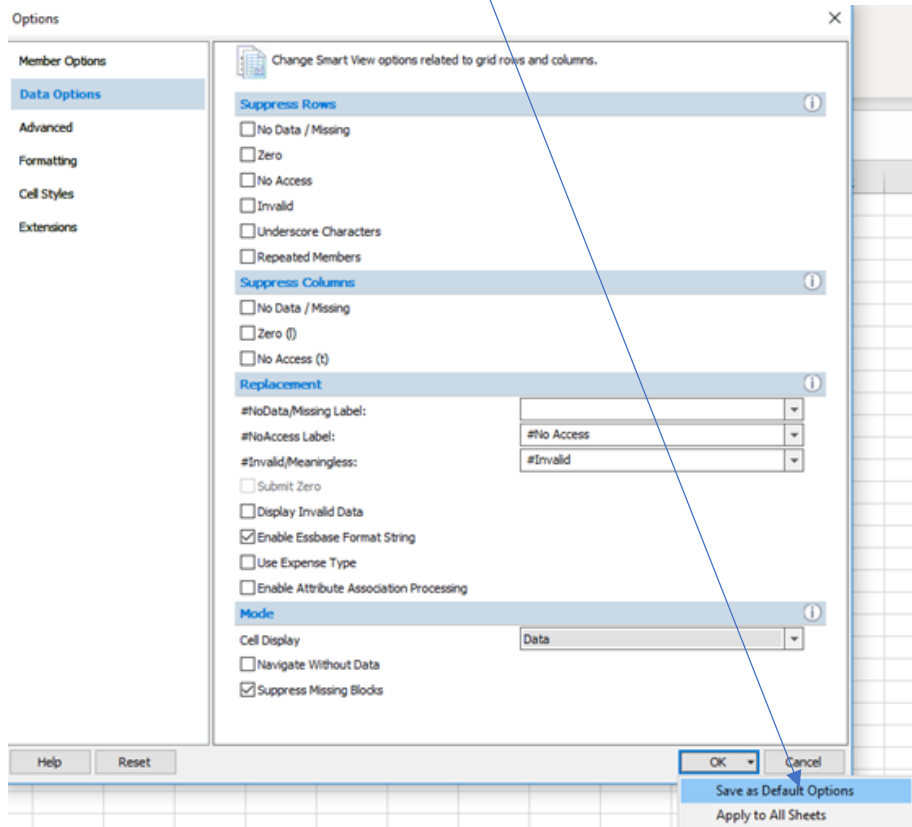 Options
Member Options
Data Options
Advanced
Formatting
Cell Styles
Extensions
Change Smart View options related to grid rows and columns.
Suppress Rows
No Data / Missing
Zero
No Access
Invalid
Underscore Characters
Repeated Members
Suppress Columns
No Data / Missing
Zero (l)
No Access (t)
Replacement
#NoData/Missing Label:
#NoAccess Label: #No Access
#Invalid/Meaningless: #Invalid
Submit Zero
Display Invalid Data
Enable Essbase Format String
Use Expense Type
Enable Attribute Association Processing
Mode
Cell Display Data
Navigate Without Data
Suppress Missing Blocks
Help Reset OK Cancel
Save as Default Options
Apply to All Sheets